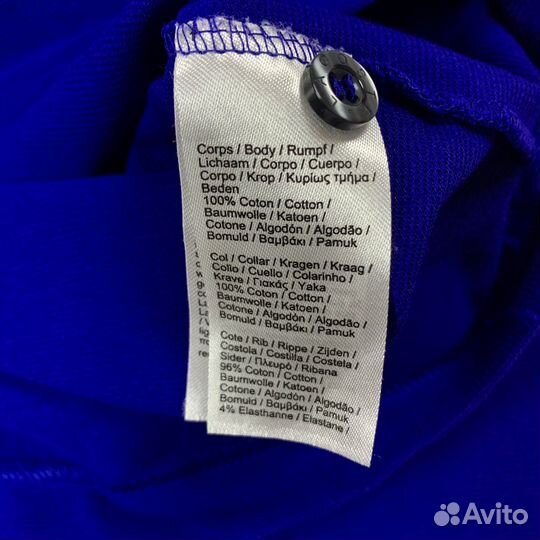 Corps / Body / Rumpf /
Lichaam / Corpo / Cuerpo /
Corpo / Krop / Κυρίως τμήμα /
Beden
100% Coton / Cotton /
Baumwolle / Katoen /
Cotone / Algodón / Algodão /
Bomuld / Βαμβάκι / Pamuk
Col / Collar / Kragen / Kraag /
Collo / Cuello / Colarinho /
Krave / Γιακάς / Yaka
100% Coton / Cotton /
Baumwolle / Katoen /
Cotone / Algodón / Algodão /
Bomuld / Βαμβάκι / Pamuk
Cote / Rib / Rippe / Zijden /
Costola / Costilla / Costela /
Sider / Πλευρό / Ribana
96% Coton / Cotton /
Baumwolle / Katoen /
Cotone / Algodón / Algodão /
Bomuld / Βαμβάκι / Pamuk
4% Elasthanne / Elastane /
Avito